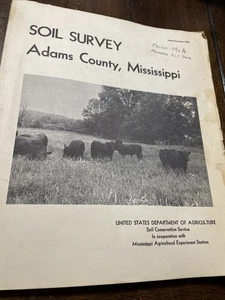 SOIL SURVEY
Adams County, Mississippi
UNITED STATES DEPARTMENT OF AGRICULTURE
Soil Conservation Service
In cooperation with
Mississippi Agricultural Experiment Station